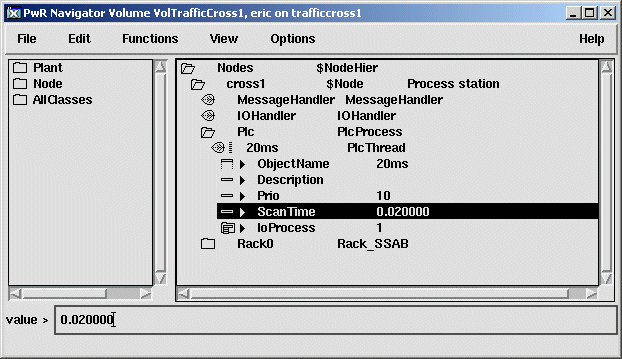 PwR Navigator Volume VolTrafficCross1, eric on trafficcross1
File Edit Functions View Options Help
Plant
Node
AllClasses
Nodes $NodeHier
cross1 $Node Process station
MessageHandler MessageHandler
IOHandler IOHandler
Plc PlcProcess
20ms PlcThread
ObjectName 20ms
Description
Prio 10
ScanTime 0.020000
IoProcess 1
Rack0 Rack_SSAB
value > 0.020000